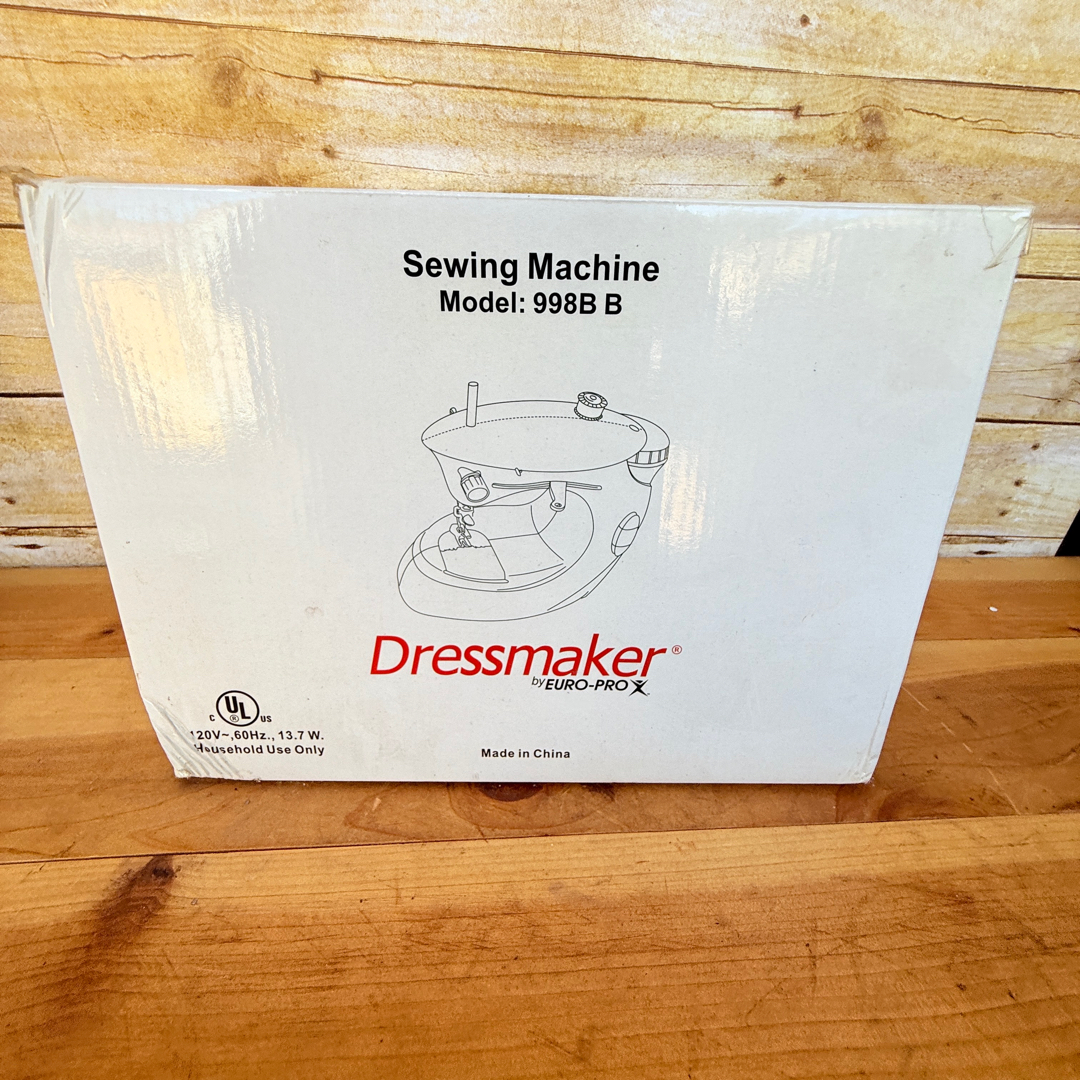 Sewing Machine
Model: 998B B
Dressmaker®
by EURO-PRO X
C UL® US
120V~,60Hz., 13.7 W.
Household Use Only
Made in China